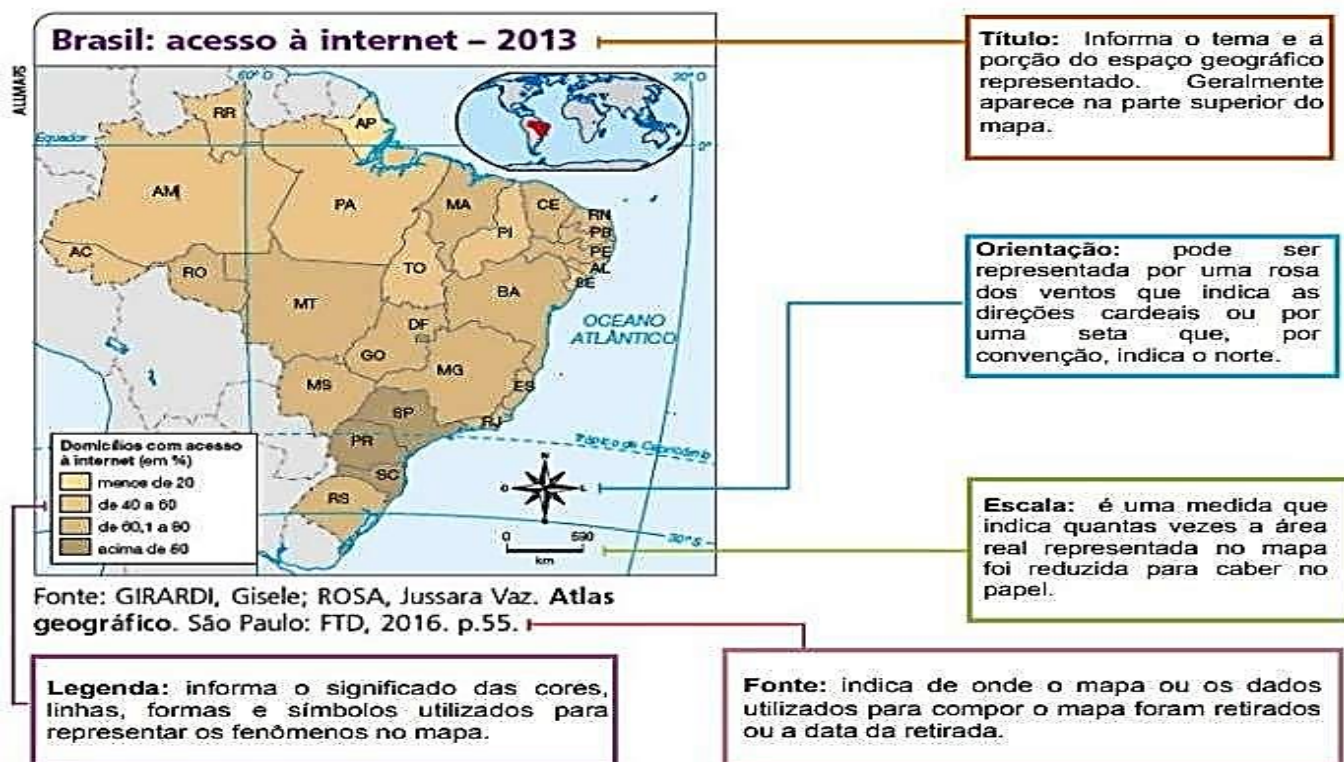 Brasil: acesso à internet – 2013
ALLMAPS
60° O
30° O
Equador
0°
RR
AP
AM
PA
MA
CE
RN
PI
PB
PE
AC
TO
AL
RO
SE
BA
MT
DF
OCEANO
ATLÂNTICO
GO
MG
MS
ES
SP
RJ
PR
Trópico de Capricórnio
SC
RS
N
O L
S
30° S
0 590
km
Domicílios com acesso
à internet (em %)
menos de 20
de 40 a 60
de 60,1 a 80
acima de 80
Fonte: GIRARDI, Gisele; ROSA, Jussara Vaz. Atlas
geográfico. São Paulo: FTD, 2016. p.55.
Título: Informa o tema e a
porção do espaço geográfico
representado. Geralmente
aparece na parte superior do
mapa.
Orientação: pode ser
representada por uma rosa
dos ventos que indica as
direções cardeais ou por
uma seta que, por
convenção, indica o norte.
Escala: é uma medida que
indica quantas vezes a área
real representada no mapa
foi reduzida para caber no
papel.
Legenda: informa o significado das cores,
linhas, formas e símbolos utilizados para
representar os fenômenos no mapa.
Fonte: indica de onde o mapa ou os dados
utilizados para compor o mapa foram retirados
ou a data da retirada.